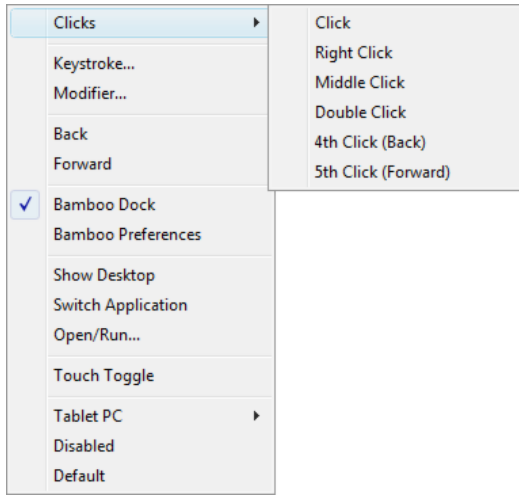 Clicks
Keystroke...
Modifier...
Back
Forward
Bamboo Dock
Bamboo Preferences
Show Desktop
Switch Application
Open/Run...
Touch Toggle
Tablet PC
Disabled
Default
Click
Right Click
Middle Click
Double Click
4th Click (Back)
5th Click (Forward)